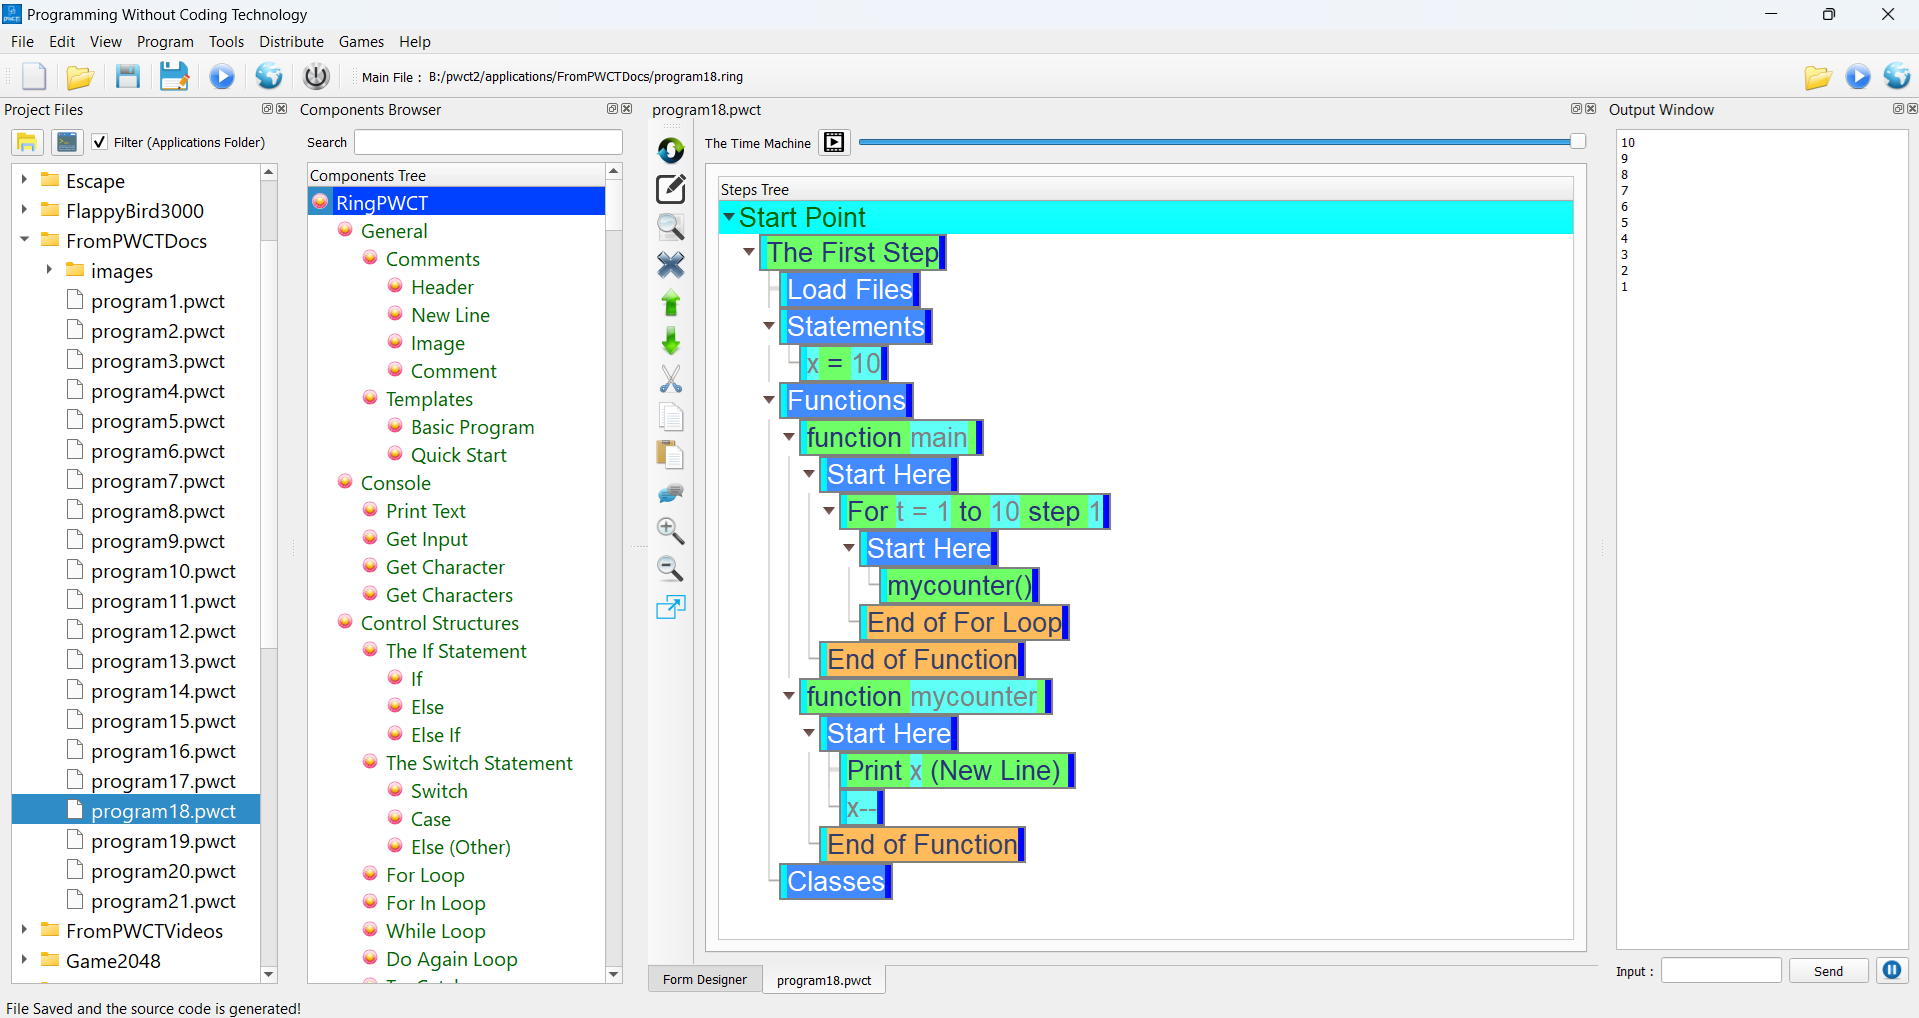 Programming Without Coding Technology
File Edit View Program Tools Distribute Games Help
Main File : B:/pwct2/applications/FromPWCTDocs/program18.ring
Project Files
Filter (Applications Folder)
Escape
FlappyBird3000
FromPWCTDocs
images
program1.pwct
program2.pwct
program3.pwct
program4.pwct
program5.pwct
program6.pwct
program7.pwct
program8.pwct
program9.pwct
program10.pwct
program11.pwct
program12.pwct
program13.pwct
program14.pwct
program15.pwct
program16.pwct
program17.pwct
program18.pwct
program19.pwct
program20.pwct
program21.pwct
FromPWCTVideos
Game2048
Components Browser
Search
Components Tree
RingPWCT
General
Comments
Header
New Line
Image
Comment
Templates
Basic Program
Quick Start
Console
Print Text
Get Input
Get Character
Get Characters
Control Structures
The If Statement
If
Else
Else If
The Switch Statement
Switch
Case
Else (Other)
For Loop
For In Loop
While Loop
Do Again Loop
program18.pwct
The Time Machine
Steps Tree
Start Point
The First Step
Load Files
Statements
x = 10
Functions
function main
Start Here
For t = 1 to 10 step 1
Start Here
mycounter()
End of For Loop
End of Function
function mycounter
Start Here
Print x (New Line)
x--
End of Function
Classes
Form Designer program18.pwct
Output Window
10
9
8
7
6
5
4
3
2
1
Input : Send
File Saved and the source code is generated!